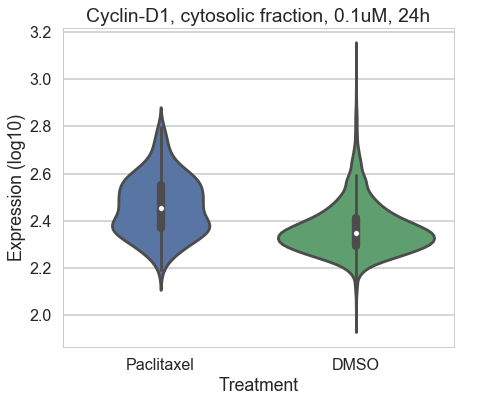 Cyclin-D1, cytosolic fraction, 0.1uM, 24h
3.2
3.0
2.8
2.6
2.4
2.2
2.0
Expression (log10)
Paclitaxel
DMSO
Treatment